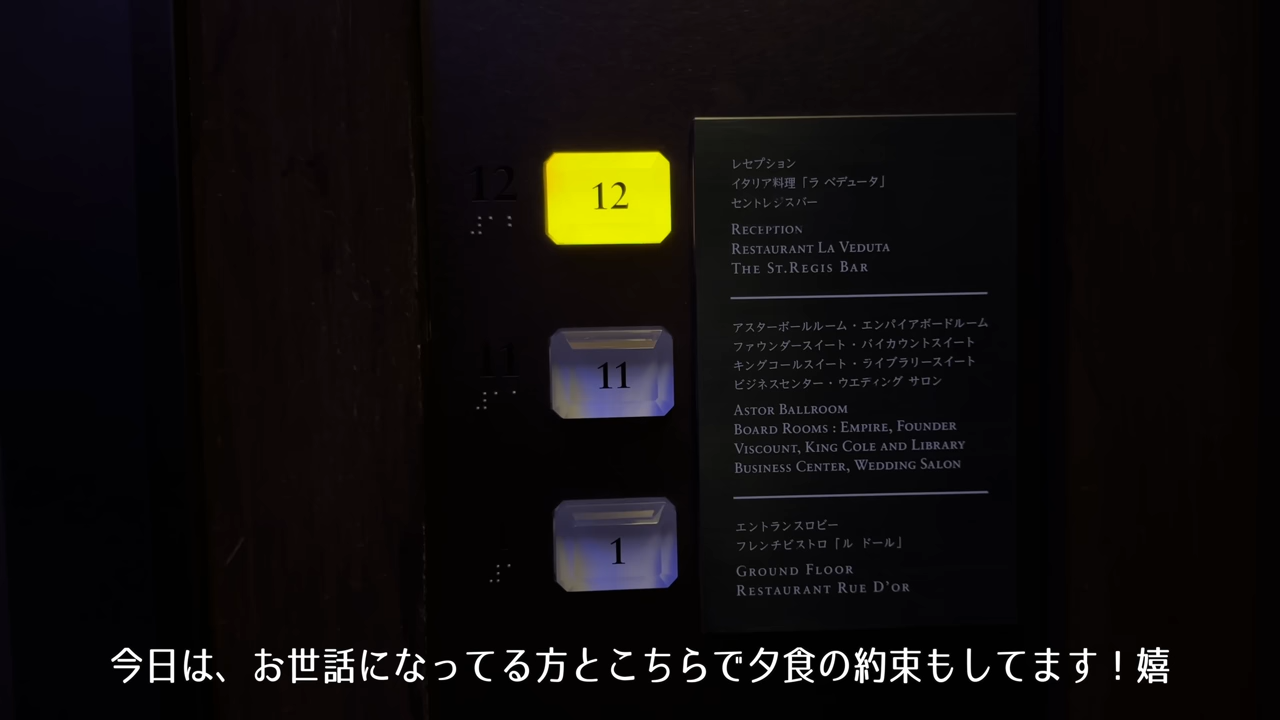 12
12
レセプション
イタリア料理「ラ ベデュータ」
セントレジスバー
RECEPTION
RESTAURANT LA VEDUTA
THE ST.REGIS BAR
11
11
アスターボールルーム・エンパイアボードルーム
ファウンダースイート・バイカウントスイート
キングコールスイート・ライブラリースイート
ビジネスセンター・ウエディング サロン
ASTOR BALLROOM
BOARD ROOMS : EMPIRE, FOUNDER
VISCOUNT, KING COLE AND LIBRARY
BUSINESS CENTER, WEDDING SALON
1
エントランスロビー
フレンチビストロ「ル ドール」
GROUND FLOOR
RESTAURANT RUE D'OR
今日は、お世話になってる方とこちらで夕食の約束もしてます！嬉